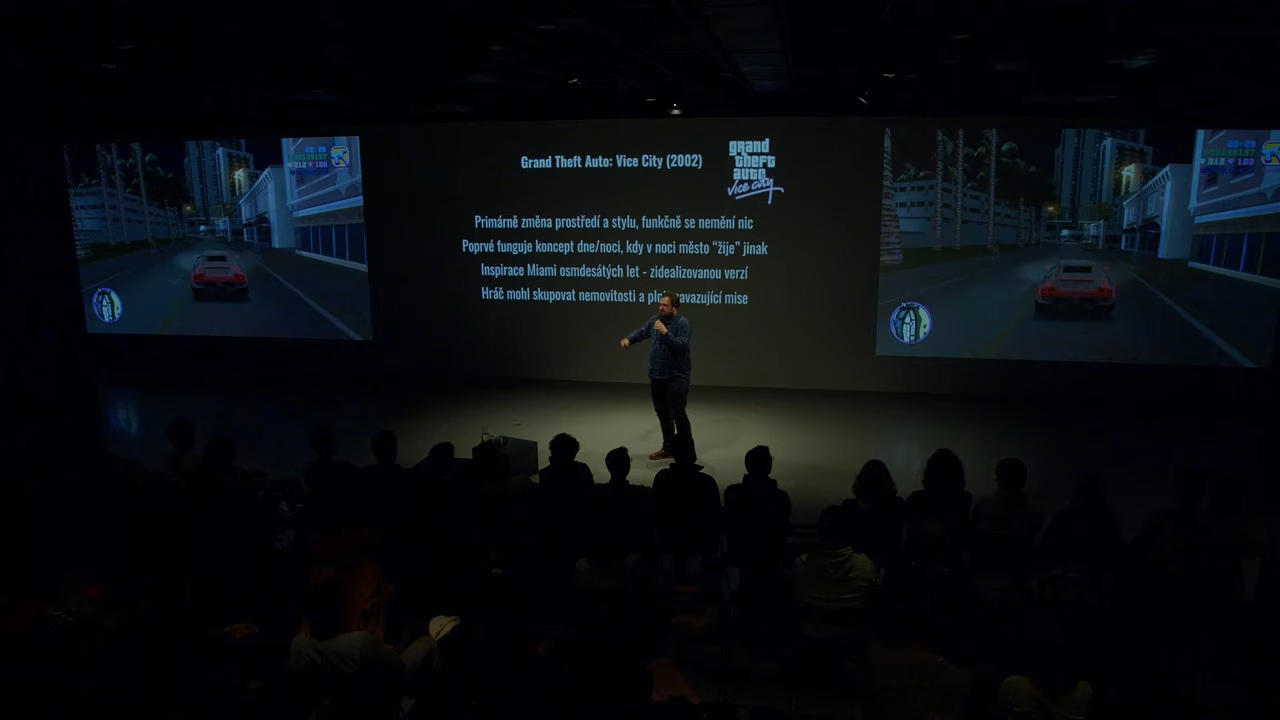 Grand Theft Auto: Vice City (2002)
grand
theft
auto
vice city
Primárně změna prostředí a stylu, funkčně se nemění nic
Poprvé funguje koncept dne/noci, kdy v noci město “žije” jinak
Inspirace Miami osmdesátých let - zidealizovanou verzí
Hráč mohl skupovat nemovitosti a navazující mise